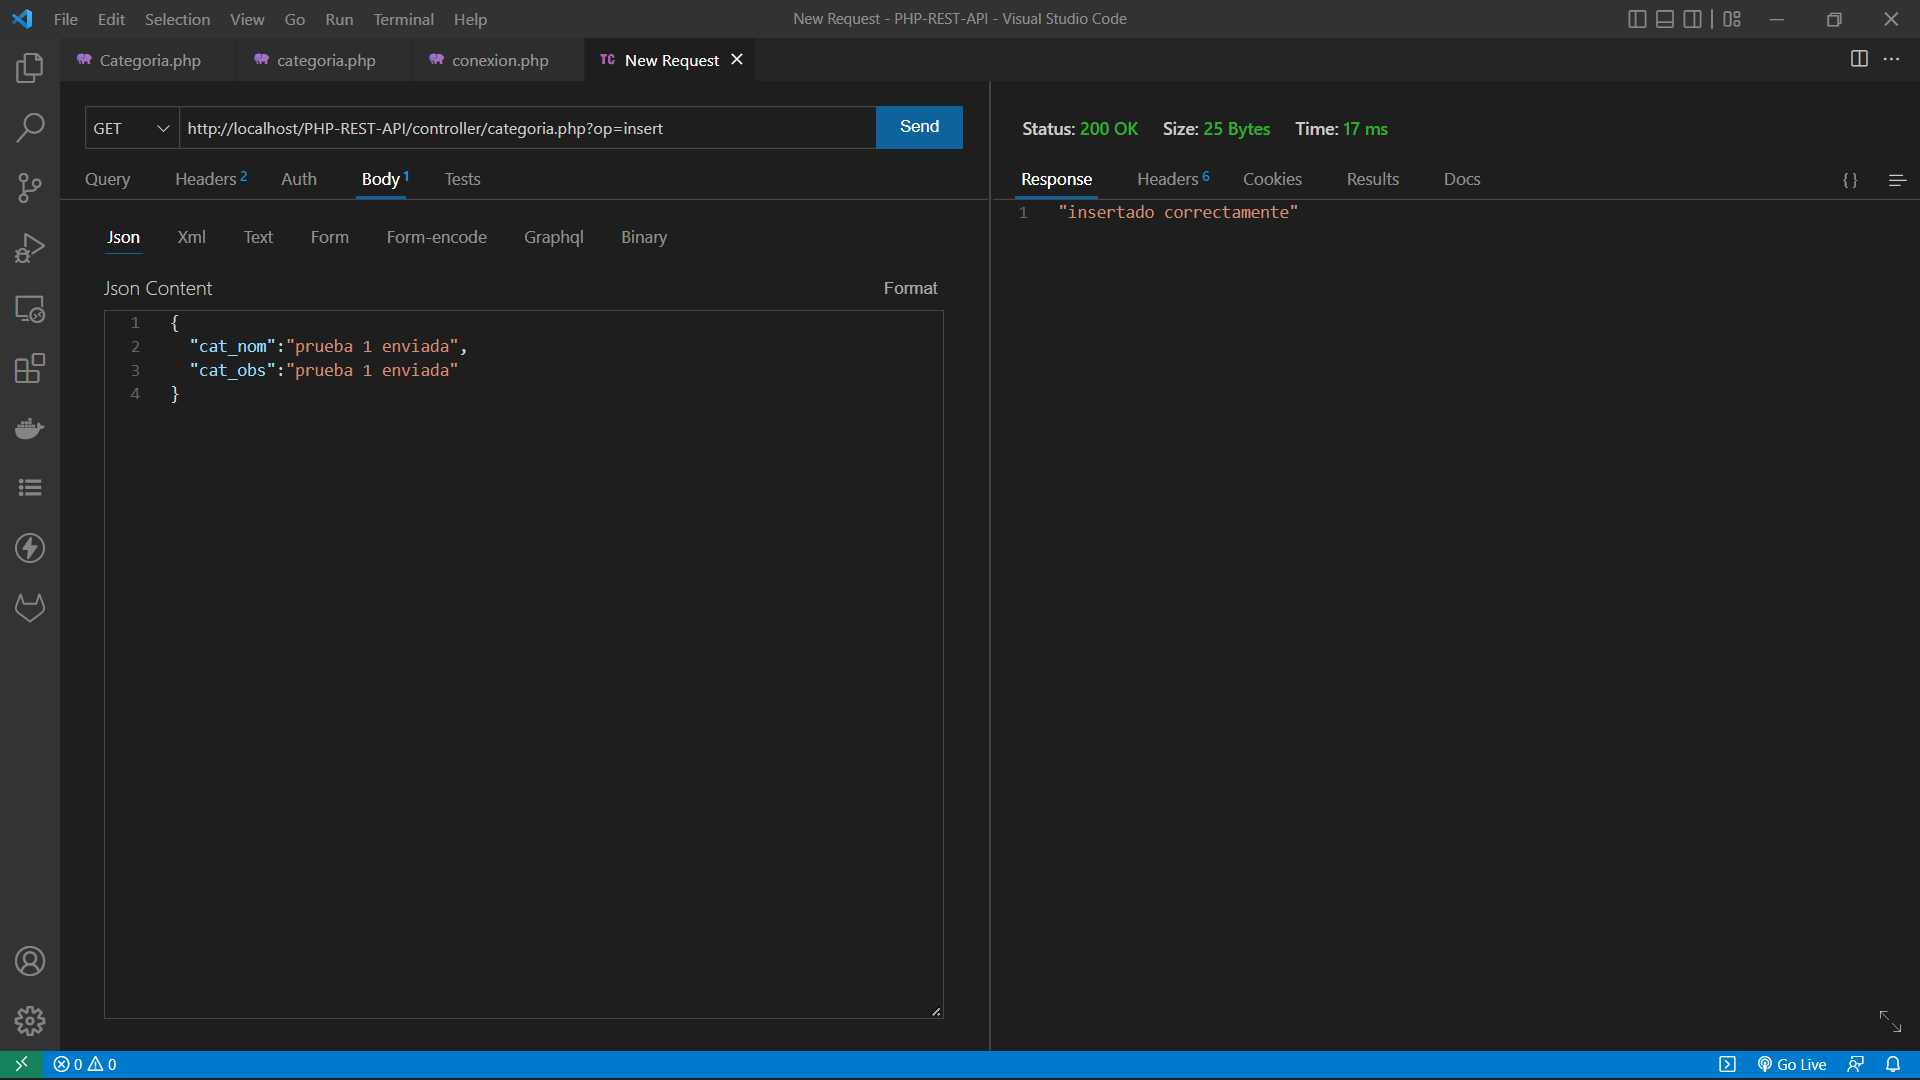 File Edit Selection View Go Run Terminal Help
New Request - PHP-REST-API - Visual Studio Code
Categoria.php
categoria.php
conexion.php
TC New Request
GET
http://localhost/PHP-REST-API/controller/categoria.php?op=insert
Send
Query Headers 2 Auth Body 1 Tests
Json Xml Text Form Form-encode Graphql Binary
Json Content
Format
1 {
2 "cat_nom":"prueba 1 enviada",
3 "cat_obs":"prueba 1 enviada"
4 }
Status: 200 OK Size: 25 Bytes Time: 17 ms
Response Headers 6 Cookies Results Docs
{ }
1 "insertado correctamente"
0 0
Go Live